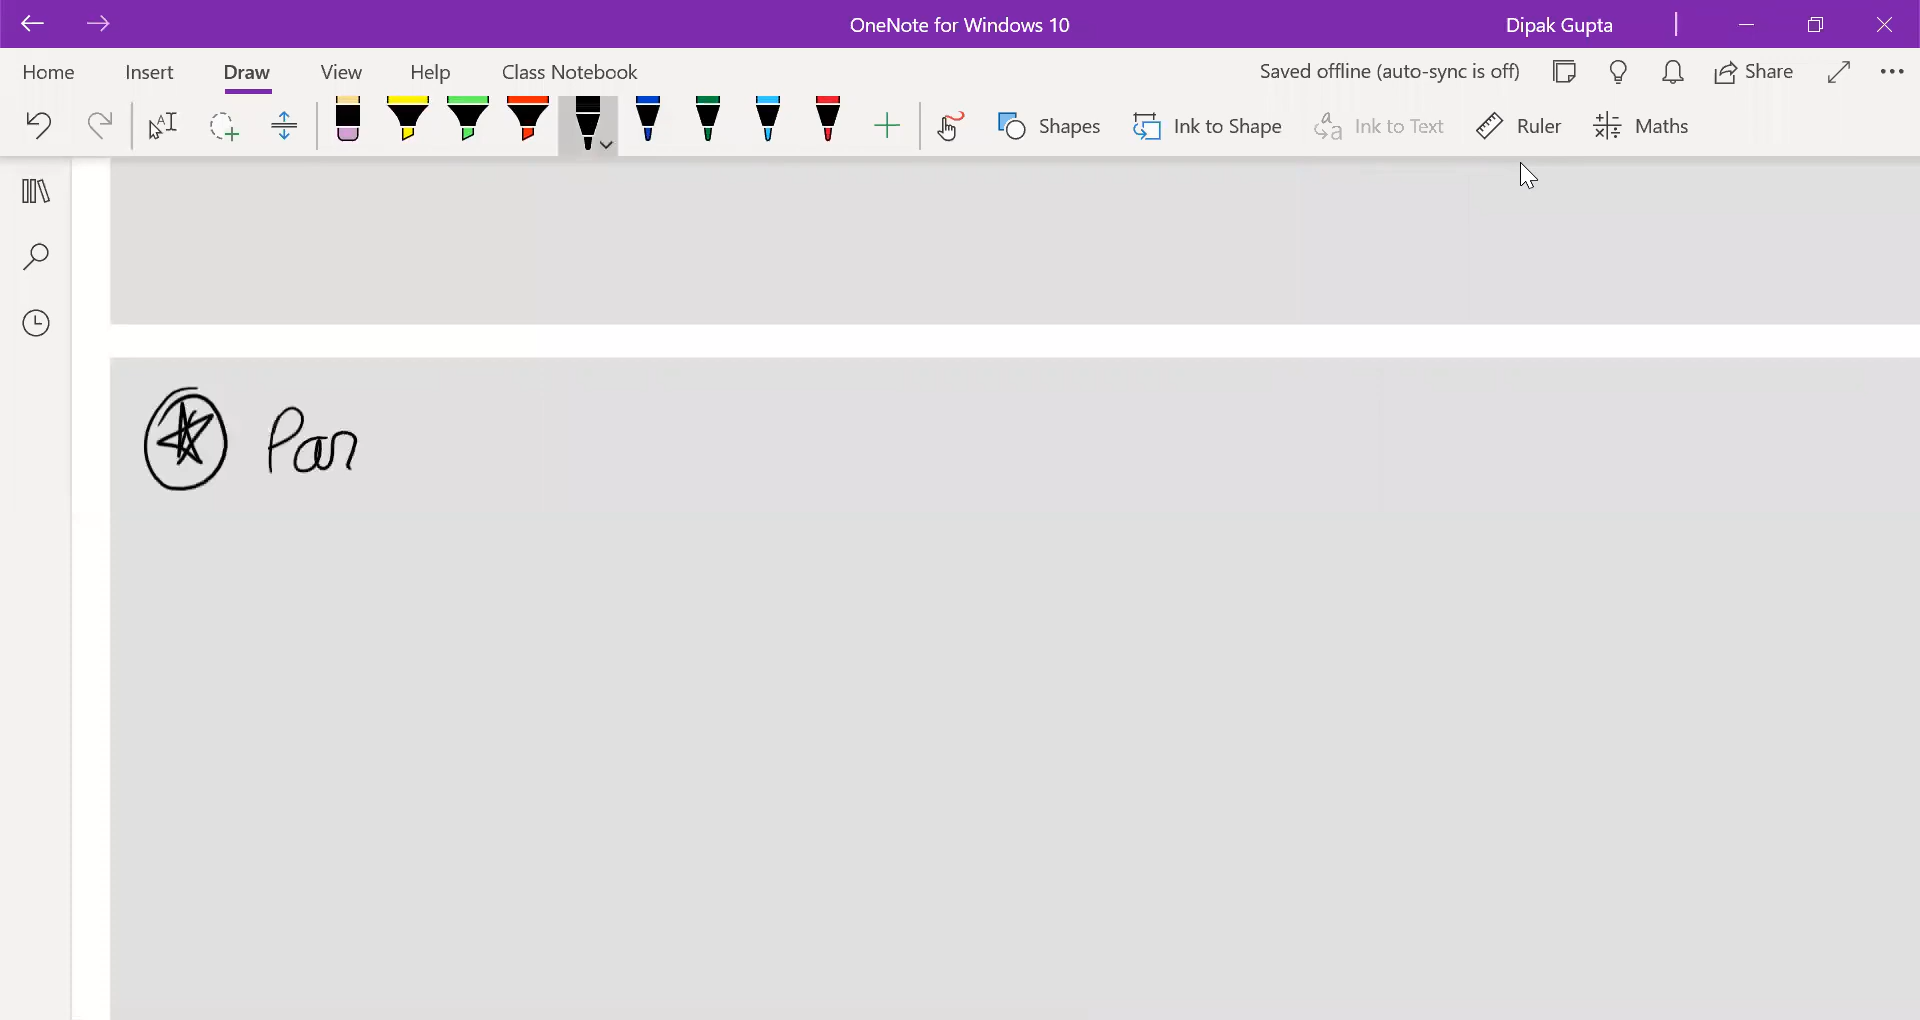 OneNote for Windows 10 Dipak Gupta
Home Insert Draw View Help Class Notebook Saved offline (auto-sync is off) Share
Shapes Ink to Shape Ink to Text Ruler Maths
Pan